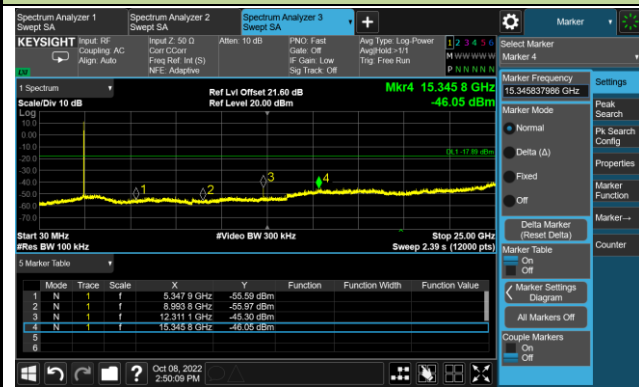 Spectrum Analyzer 1
Swept SA
Spectrum Analyzer 2
Swept SA
Spectrum Analyzer 3
Swept SA
Marker
KEYSIGHT
Input: RF
Coupling: AC
Align: Auto
Input Z: 50 Ω
Corr CCorr
Freq Ref: Int (S)
NFE: Adaptive
Atten: 10 dB
PNO: Fast
Gate: Off
IF Gain: Low
Sig Track: Off
Avg Type: Log-Power
Avg|Hold:>1/1
Trig: Free Run
1 2 3 4 5 6
M W W W W W
P N N N N N
1 Spectrum
Scale/Div 10 dB
Log
Ref Lvl Offset 21.60 dB
Ref Level 20.00 dBm
Mkr4 15.345 8 GHz
-46.05 dBm
10.0
0.00
-10.0
-20.0
-30.0
-40.0
-50.0
-60.0
-70.0
DL1 -17.89 dBm
1
2
3
4
Start 30 MHz
#Res BW 100 kHz
#Video BW 300 kHz
Stop 25.00 GHz
Sweep 2.39 s (12000 pts)
5 Marker Table
Mode Trace Scale X Y Function Function Width Function Value
1 N 1 f 5.347 9 GHz -55.59 dBm
2 N 1 f 8.993 8 GHz -55.97 dBm
3 N 1 f 12.311 1 GHz -45.30 dBm
4 N 1 f 15.345 8 GHz -46.05 dBm
5
6
Oct 08, 2022
2:50:09 PM
Select Marker
Marker 4
Marker Frequency
15.345837986 GHz
Marker Mode
Normal
Delta (Δ)
Fixed
Off
Delta Marker
(Reset Delta)
Marker Table
On
Off
Marker Settings
Diagram
All Markers Off
Couple Markers
On
Off
Settings
Peak
Search
Pk Search
Config
Properties
Marker
Function
Marker→
Counter